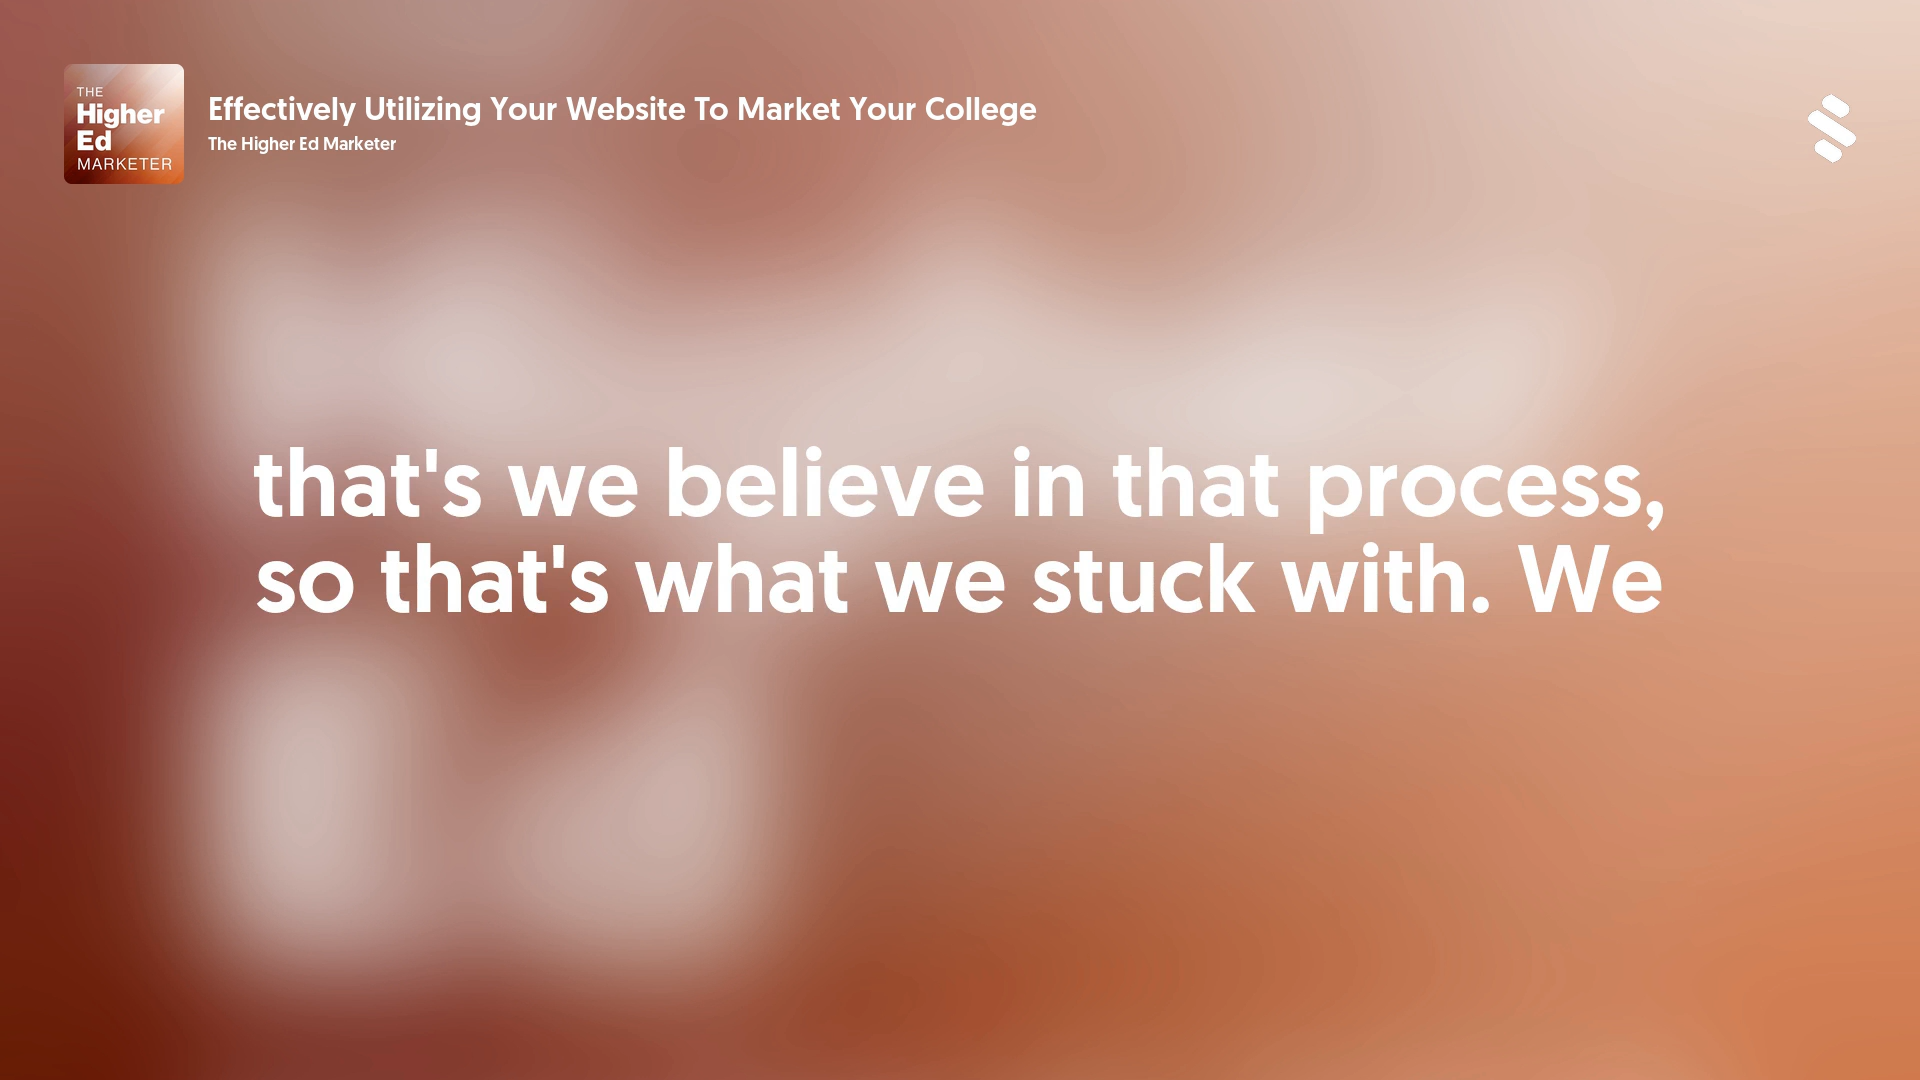 THE
Higher
Ed
MARKETER
Effectively Utilizing Your Website To Market Your College
The Higher Ed Marketer
that's we believe in that process,
so that's what we stuck with. We